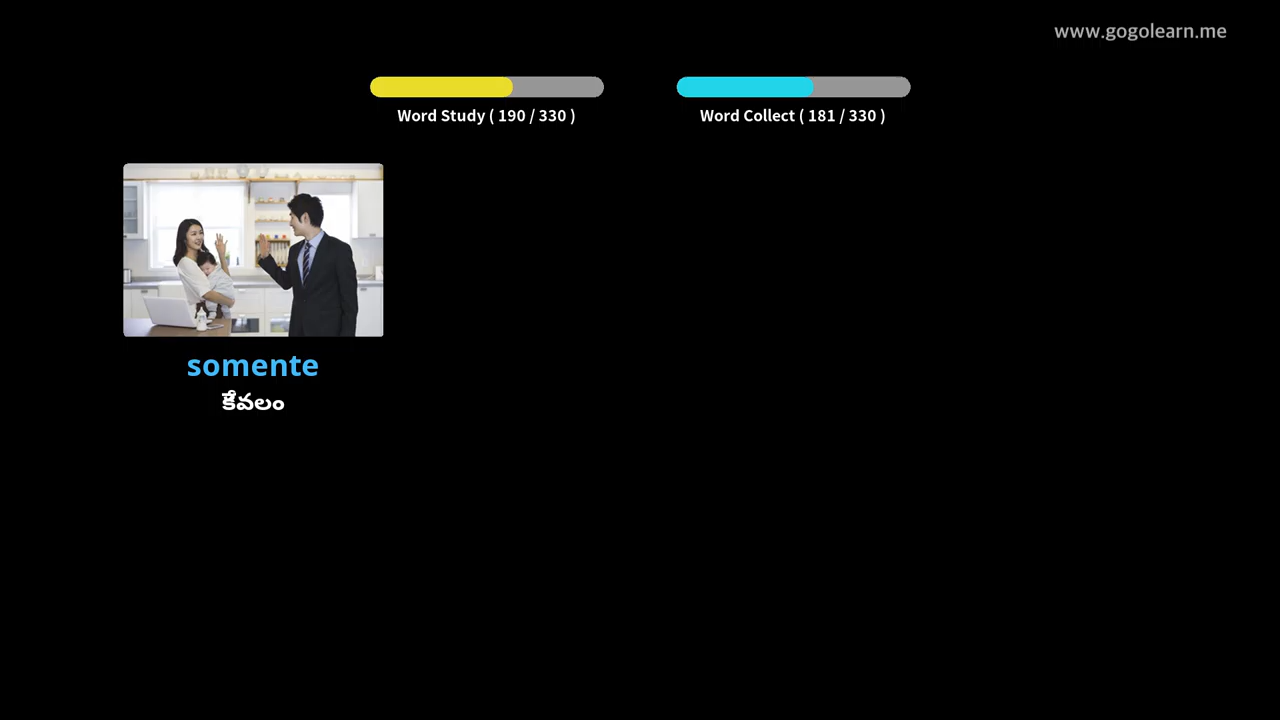 www.gogolearn.me
Word Study ( 190 / 330 )
Word Collect ( 181 / 330 )
somente
కేవలం